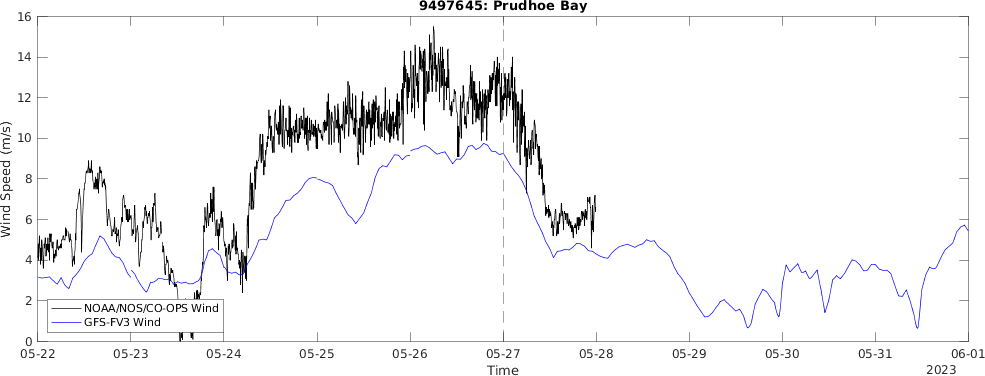 9497645: Prudhoe Bay
16
14
12
10
8
6
4
2
0
Wind Speed (m/s)
NOAA/NOS/CO-OPS Wind
GFS-FV3 Wind
05-22 05-23 05-24 05-25 05-26 05-27 05-28 05-29 05-30 05-31 06-01
Time
2023